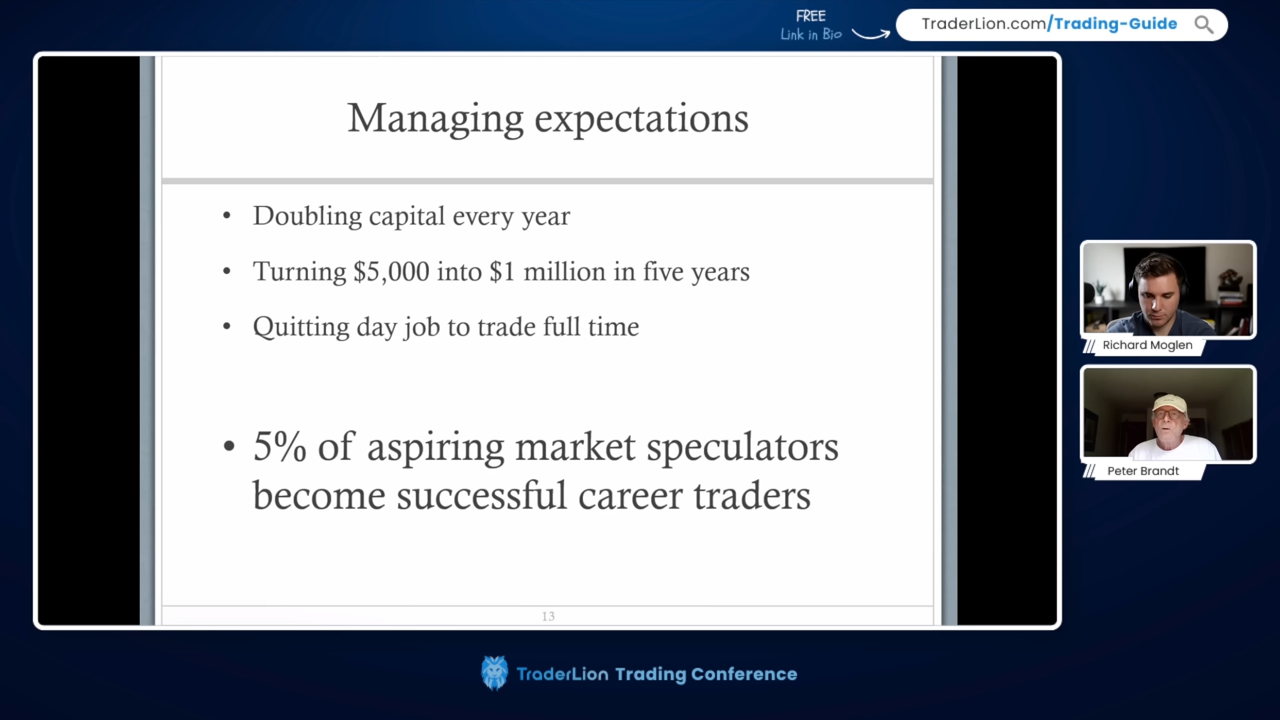 FREE
Link in Bio
TraderLion.com/Trading-Guide
Managing expectations
• Doubling capital every year
• Turning $5,000 into $1 million in five years
• Quitting day job to trade full time
• 5% of aspiring market speculators
become successful career traders
13
Richard Moglen
Peter Brandt
TraderLion Trading Conference